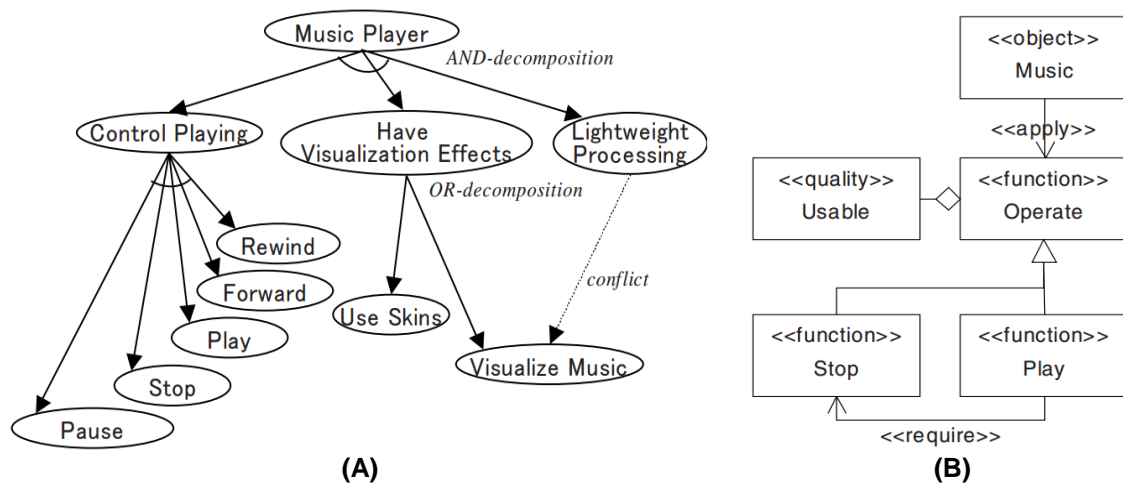 Music Player
AND-decomposition
Control Playing
Have
Visualization Effects
Lightweight
Processing
OR-decomposition
Rewind
Forward
Play
Stop
Pause
Use Skins
conflict
Visualize Music
(A)
<<object>>
Music
<<apply>>
<<quality>>
Usable
<<function>>
Operate
<<function>>
Stop
<<function>>
Play
<<require>>
(B)